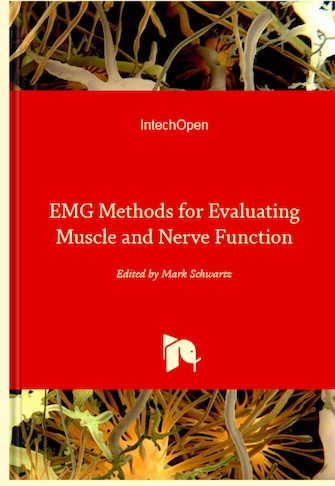 IntechOpen
EMG Methods for Evaluating
Muscle and Nerve Function
Edited by Mark Schwartz